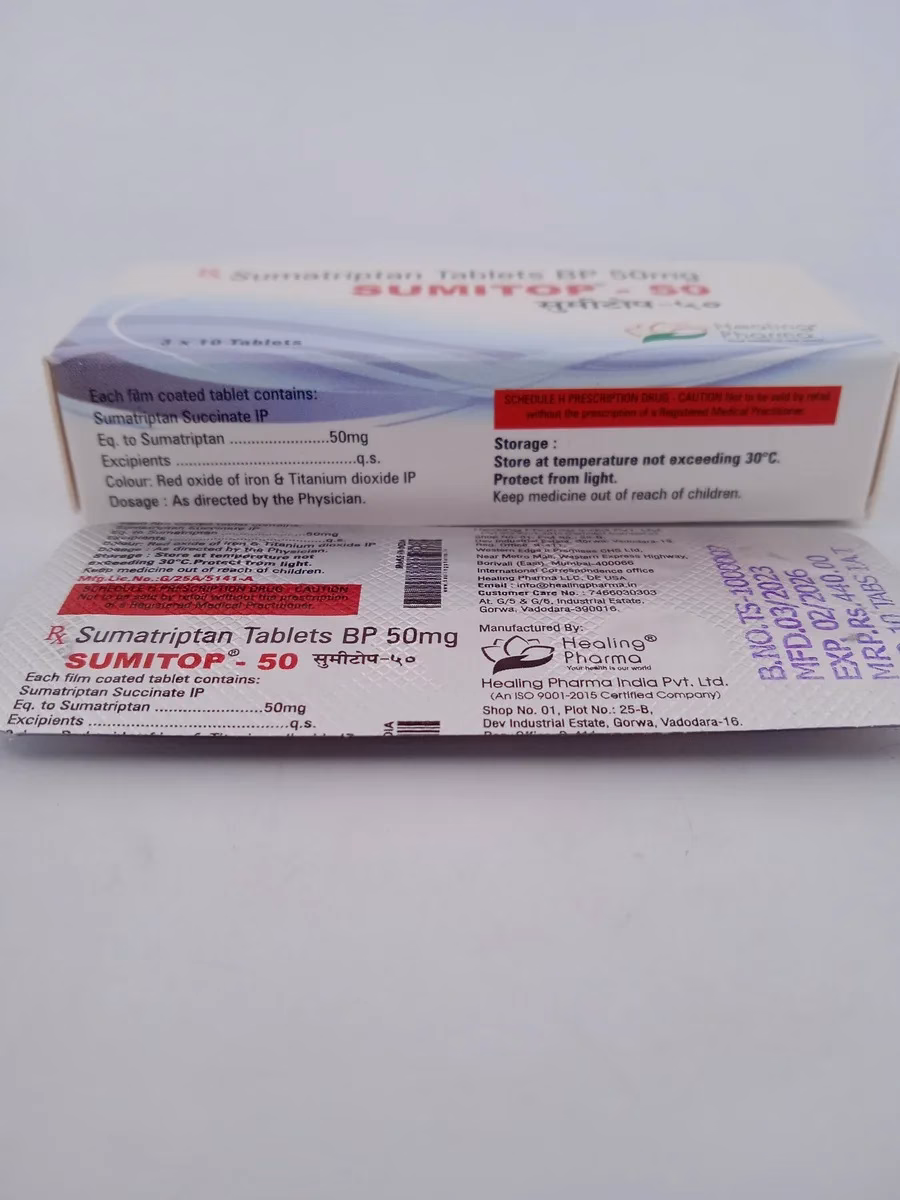 Rx Sumatriptan Tablets BP 50mg
SUMITOP - 50
सुमीटोप-५०
3 x 10 Tablets
Healing
Pharma
Each film coated tablet contains:
Sumatriptan Succinate IP
Eq. to Sumatriptan ............................50mg
Excipients ..................................................q.s.
Colour: Red oxide of iron & Titanium dioxide IP
Dosage : As directed by the Physician.
SCHEDULE H PRESCRIPTION DRUG - CAUTION Not to be sold by retail
without the prescription of a Registered Medical Practitioner.
Storage :
Store at temperature not exceeding 30°C.
Protect from light.
Keep medicine out of reach of children.
Excipients q.s.
Colour: Red oxide of iron & Titanium dioxide IP
Dosage : As directed by the Physician.
Storage : Store at temperature not
exceeding 30°C.Protect from light.
Keep medicine out of reach of children.
Mfg.Lic.No.:G/25A/5141-A
SCHEDULE H PRESCRIPTION DRUG - CAUTION
Not to be sold by retail without the prescription
of a Registered Medical Practitioner.
Rx Sumatriptan Tablets BP 50mg
SUMITOP® - 50 सुमीटोप-५०
Each film coated tablet contains:
Sumatriptan Succinate IP
Eq. to Sumatriptan .....................50mg
Excipients ............................................q.s.
Near Metro Mall, Western Express Highway,
Borivali (East), Mumbai-400066
International Correspondence office
Healing Pharma LLC, DE USA
Email : info@healingpharma.in
Customer Care No. : 7466030303
At. G/5 & G/6, Industrial Estate,
Gorwa, Vadodara-390016.
Manufactured By:
Healing®
Pharma
Your health is our world
Healing Pharma India Pvt. Ltd.
(An ISO 9001-2015 Certified Company)
Shop No. 01, Plot No.: 25-B,
Dev Industrial Estate, Gorwa, Vadodara-16.
MFD.03/2023
EXP 02/2026
MRP.Rs. 440.00